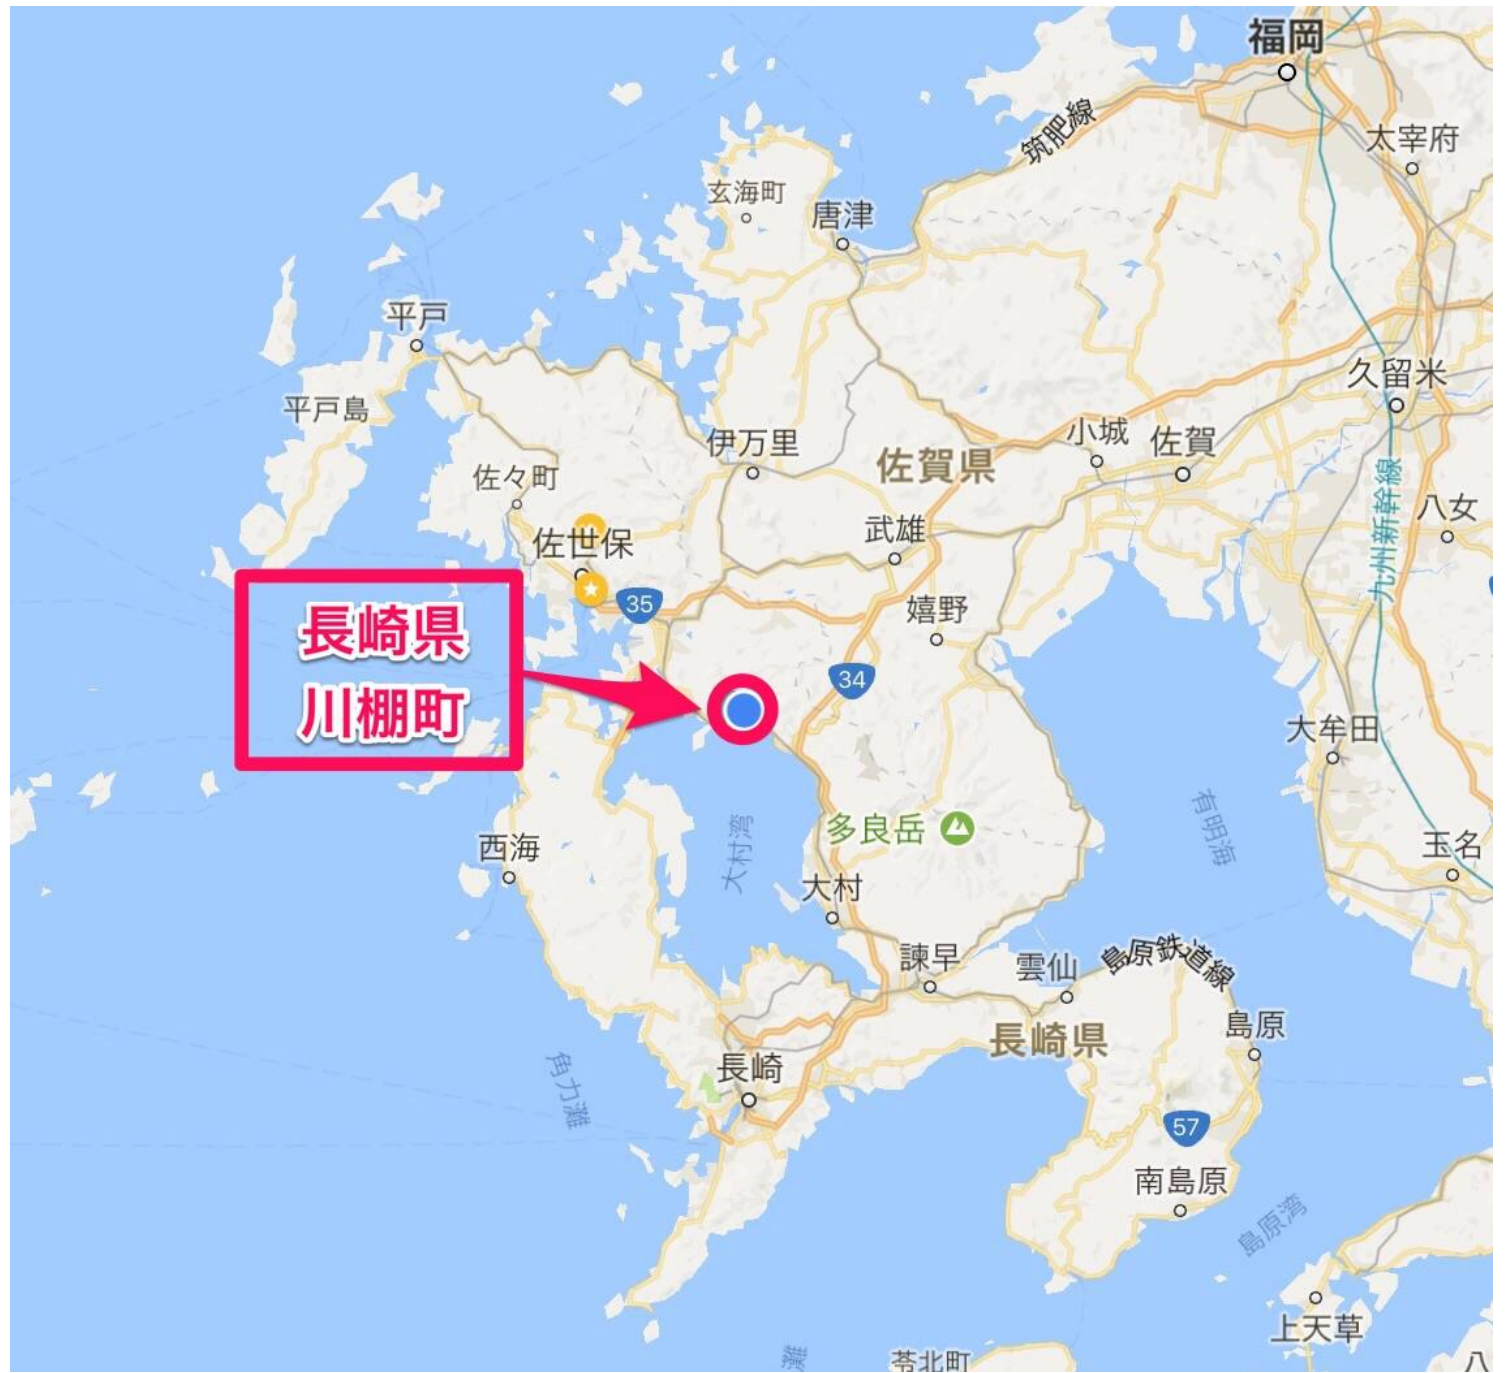 福岡
筑肥線
太宰府
玄海町
唐津
平戸
久留米
平戸島
伊万里
小城
佐賀
佐賀県
佐々町
九州新幹線
八女
武雄
佐世保
35
嬉野
長崎県
川棚町
34
大牟田
有明海
大村湾
多良岳
西海
玉名
大村
諫早
雲仙
島原鉄道線
島原
長崎県
角力灘
長崎
57
南島原
島原湾
上天草
灘
苓北町
八